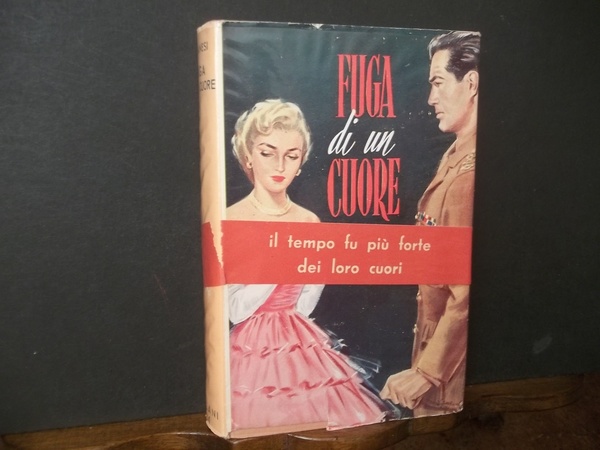 FUGA
di un
CUORE
il tempo fu più forte
dei loro cuori